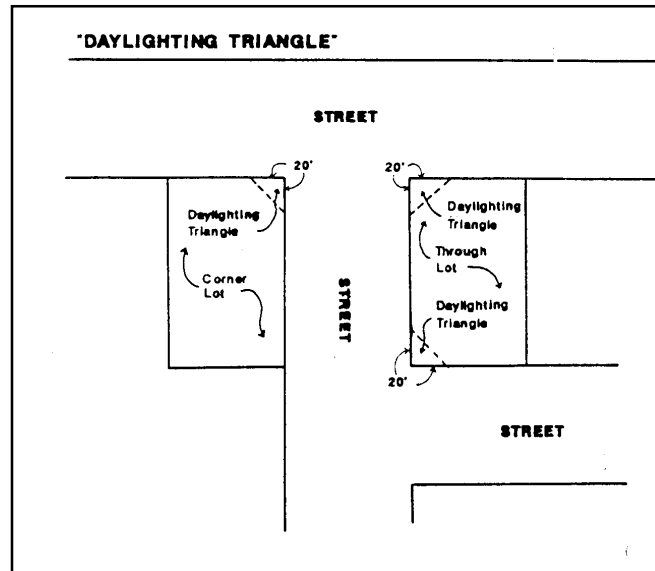 "DAYLIGHTING TRIANGLE"
STREET
20'
20'
Daylighting
Triangle
Corner
Lot
STREET
Daylighting
Triangle
Through
Lot
Daylighting
Triangle
20'
STREET